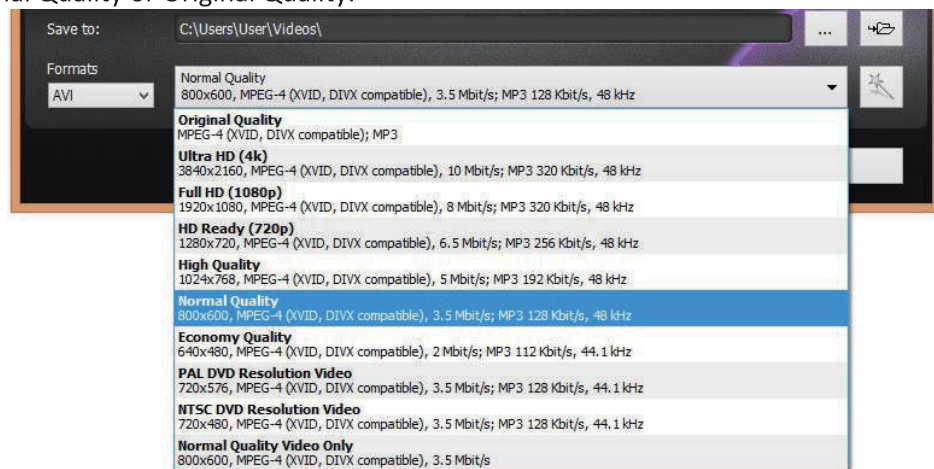 Quality or Original Quality.
Save to:
C:\Users\User\Videos\
...
Formats
AVI
Normal Quality
800x600, MPEG-4 (XVID, DIVX compatible), 3.5 Mbit/s; MP3 128 Kbit/s, 48 kHz
Original Quality
MPEG-4 (XVID, DIVX compatible); MP3
Ultra HD (4k)
3840x2160, MPEG-4 (XVID, DIVX compatible), 10 Mbit/s; MP3 320 Kbit/s, 48 kHz
Full HD (1080p)
1920x1080, MPEG-4 (XVID, DIVX compatible), 8 Mbit/s; MP3 320 Kbit/s, 48 kHz
HD Ready (720p)
1280x720, MPEG-4 (XVID, DIVX compatible), 6.5 Mbit/s; MP3 256 Kbit/s, 48 kHz
High Quality
1024x768, MPEG-4 (XVID, DIVX compatible), 5 Mbit/s; MP3 192 Kbit/s, 48 kHz
Normal Quality
800x600, MPEG-4 (XVID, DIVX compatible), 3.5 Mbit/s; MP3 128 Kbit/s, 48 kHz
Economy Quality
640x480, MPEG-4 (XVID, DIVX compatible), 2 Mbit/s; MP3 112 Kbit/s, 44.1 kHz
PAL DVD Resolution Video
720x576, MPEG-4 (XVID, DIVX compatible), 3.5 Mbit/s; MP3 128 Kbit/s, 44.1 kHz
NTSC DVD Resolution Video
720x480, MPEG-4 (XVID, DIVX compatible), 3.5 Mbit/s; MP3 128 Kbit/s, 44.1 kHz
Normal Quality Video Only
800x600, MPEG-4 (XVID, DIVX compatible), 3.5 Mbit/s